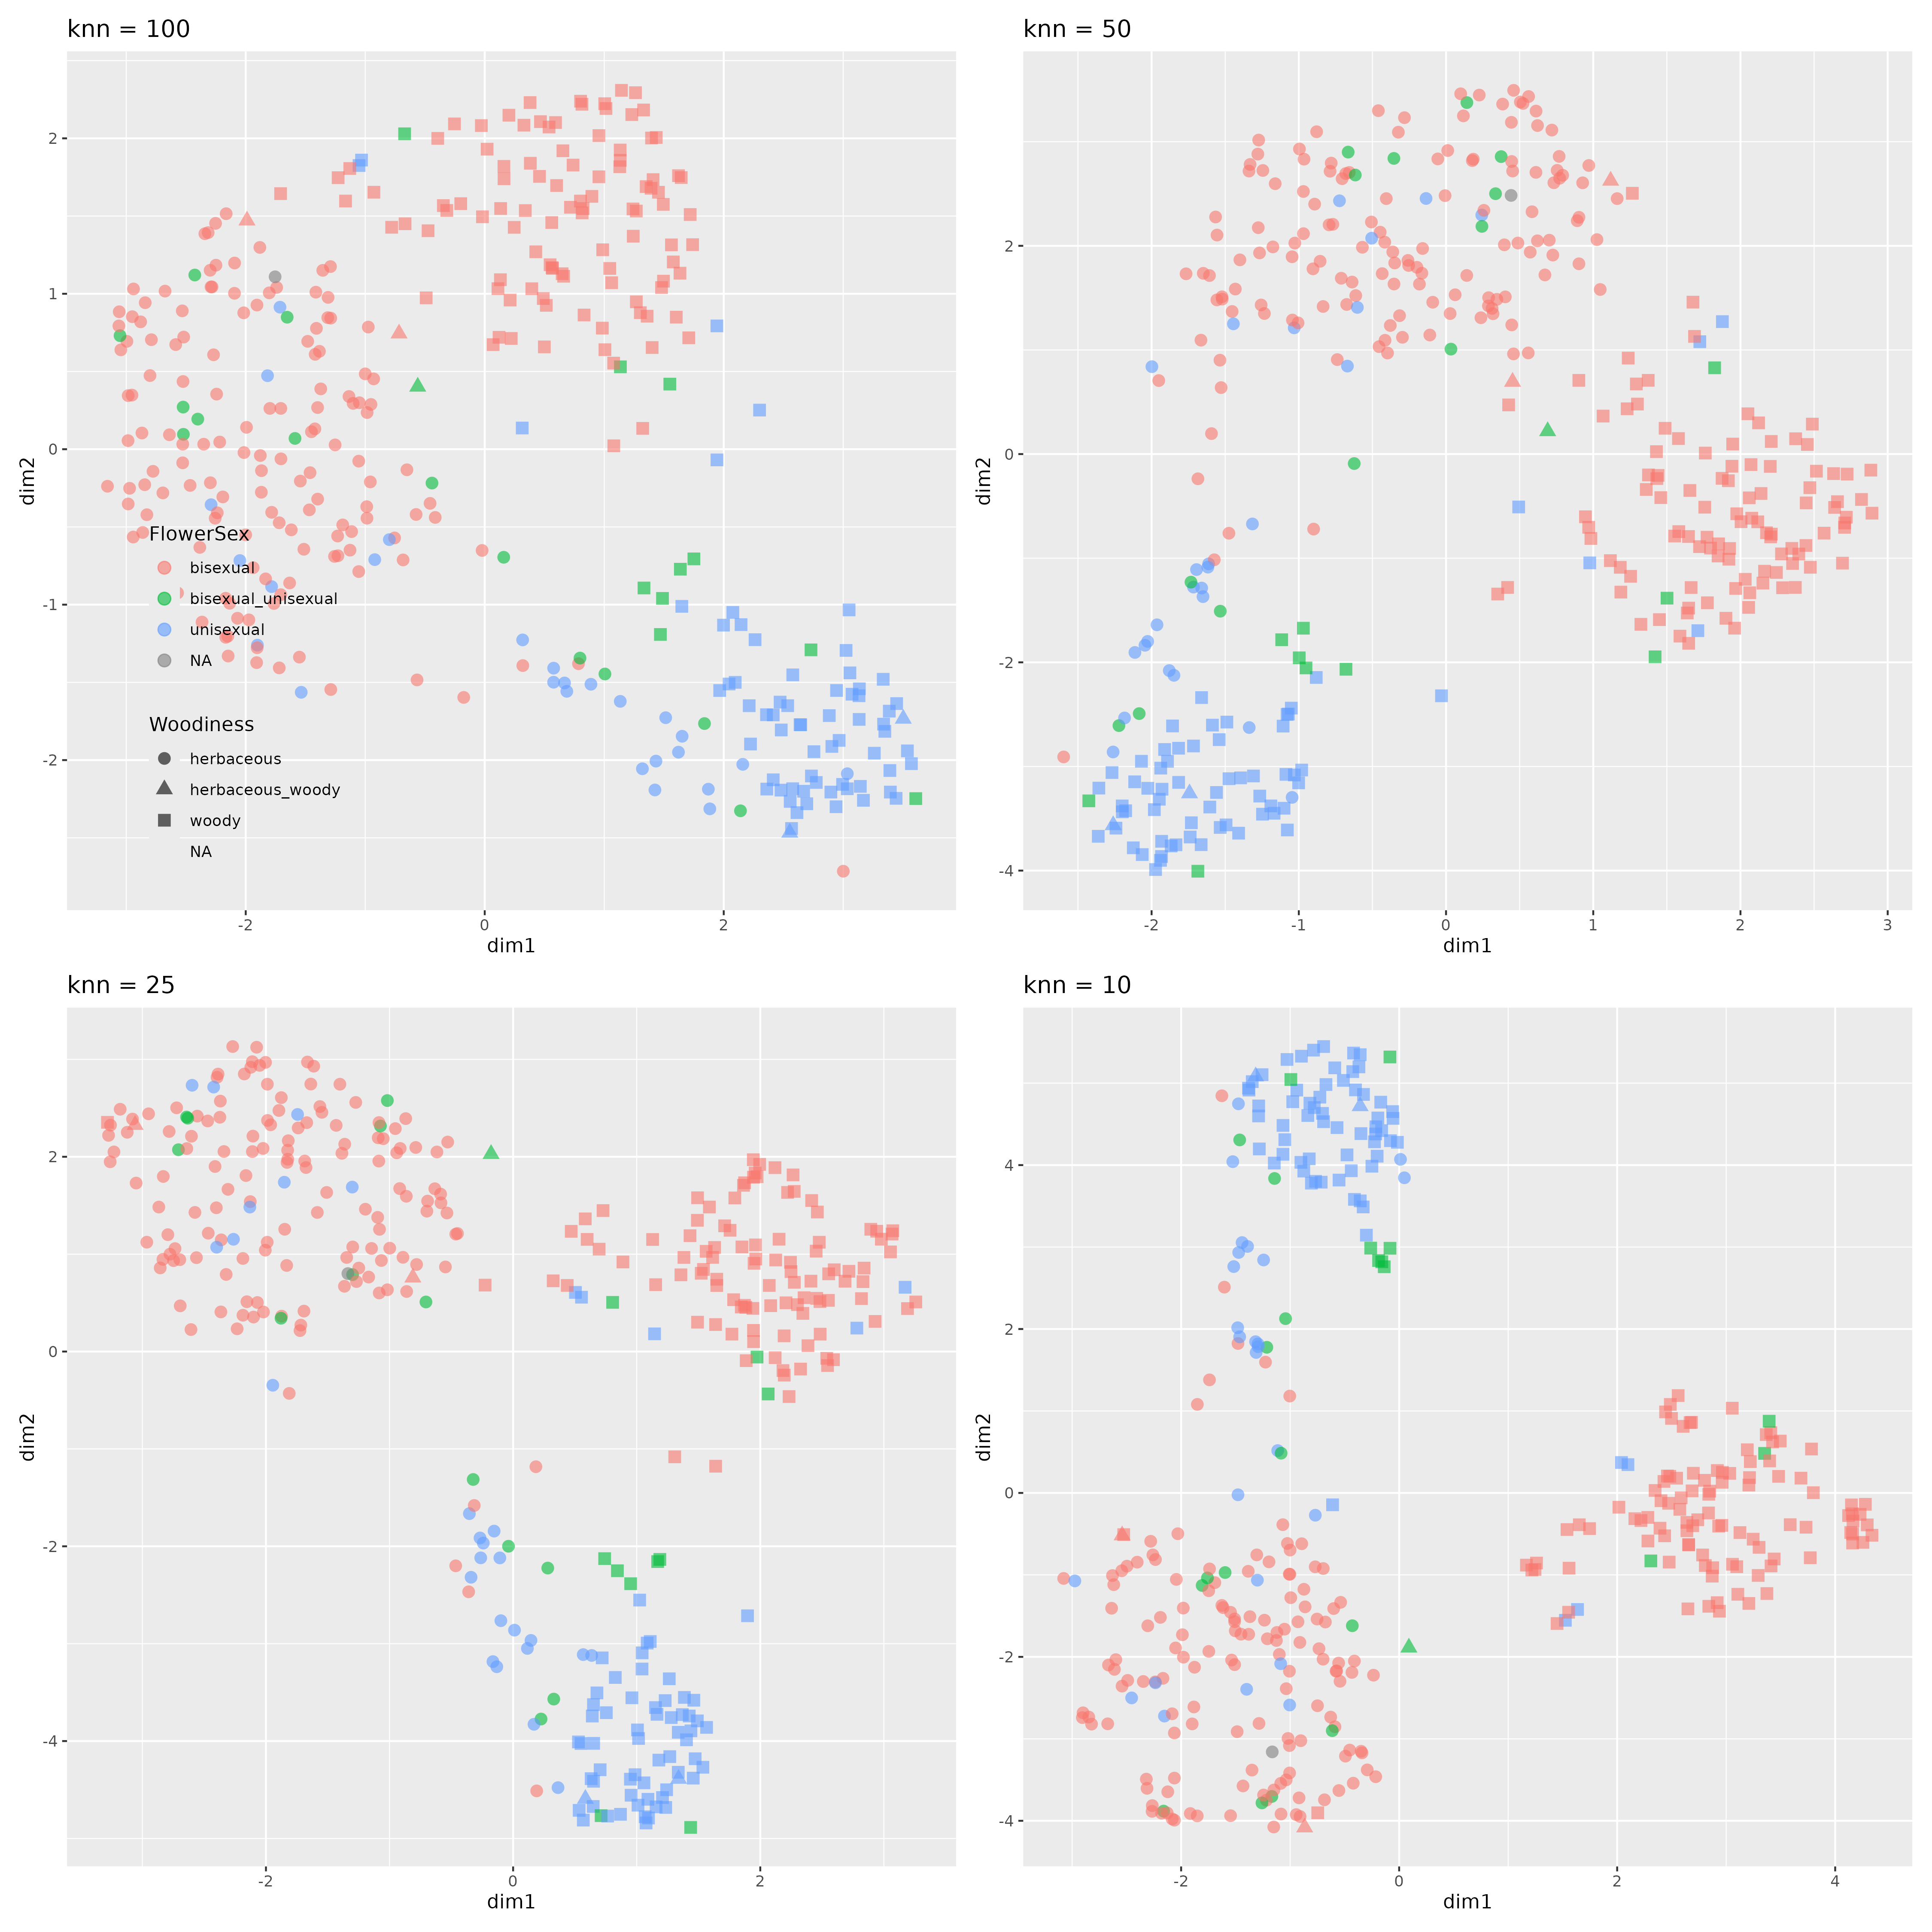 knn = 100
2
1
0
-1
-2
dim2
FlowerSex
bisexual
bisexual_unisexual
unisexual
NA
Woodiness
herbaceous
herbaceous_woody
woody
NA
-2
0
2
dim1
knn = 50
2
0
-2
-4
dim2
-2
-1
0
1
2
3
dim1
knn = 25
2
0
-2
-4
dim2
-2
0
2
dim1
knn = 10
4
2
0
-2
-4
dim2
-2
0
2
4
dim1